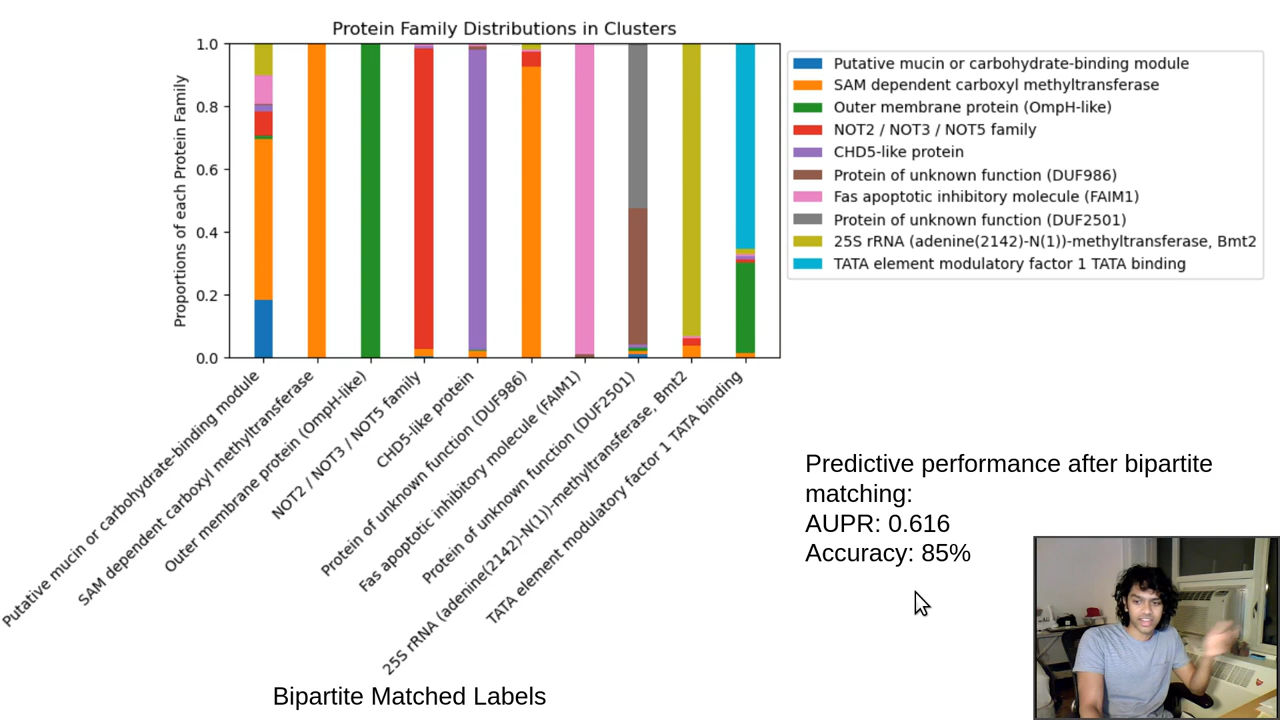 Protein Family Distributions in Clusters
Proportions of each Protein Family
1.0
0.8
0.6
0.4
0.2
0.0
Putative mucin or carbohydrate-binding module
SAM dependent carboxyl methyltransferase
Outer membrane protein (OmpH-like)
NOT2 / NOT3 / NOT5 family
CHD5-like protein
Protein of unknown function (DUF986)
Fas apoptotic inhibitory molecule (FAIM1)
Protein of unknown function (DUF2501)
25S rRNA (adenine(2142)-N(1))-methyltransferase, Bmt2
TATA element modulatory factor 1 TATA binding
Putative mucin or carbohydrate-binding module
SAM dependent carboxyl methyltransferase
Outer membrane protein (OmpH-like)
NOT2 / NOT3 / NOT5 family
CHD5-like protein
Protein of unknown function (DUF986)
Fas apoptotic inhibitory molecule (FAIM1)
Protein of unknown function (DUF2501)
25S rRNA (adenine(2142)-N(1))-methyltransferase, Bmt2
TATA element modulatory factor 1 TATA binding
Bipartite Matched Labels
Predictive performance after bipartite
matching:
AUPR: 0.616
Accuracy: 85%